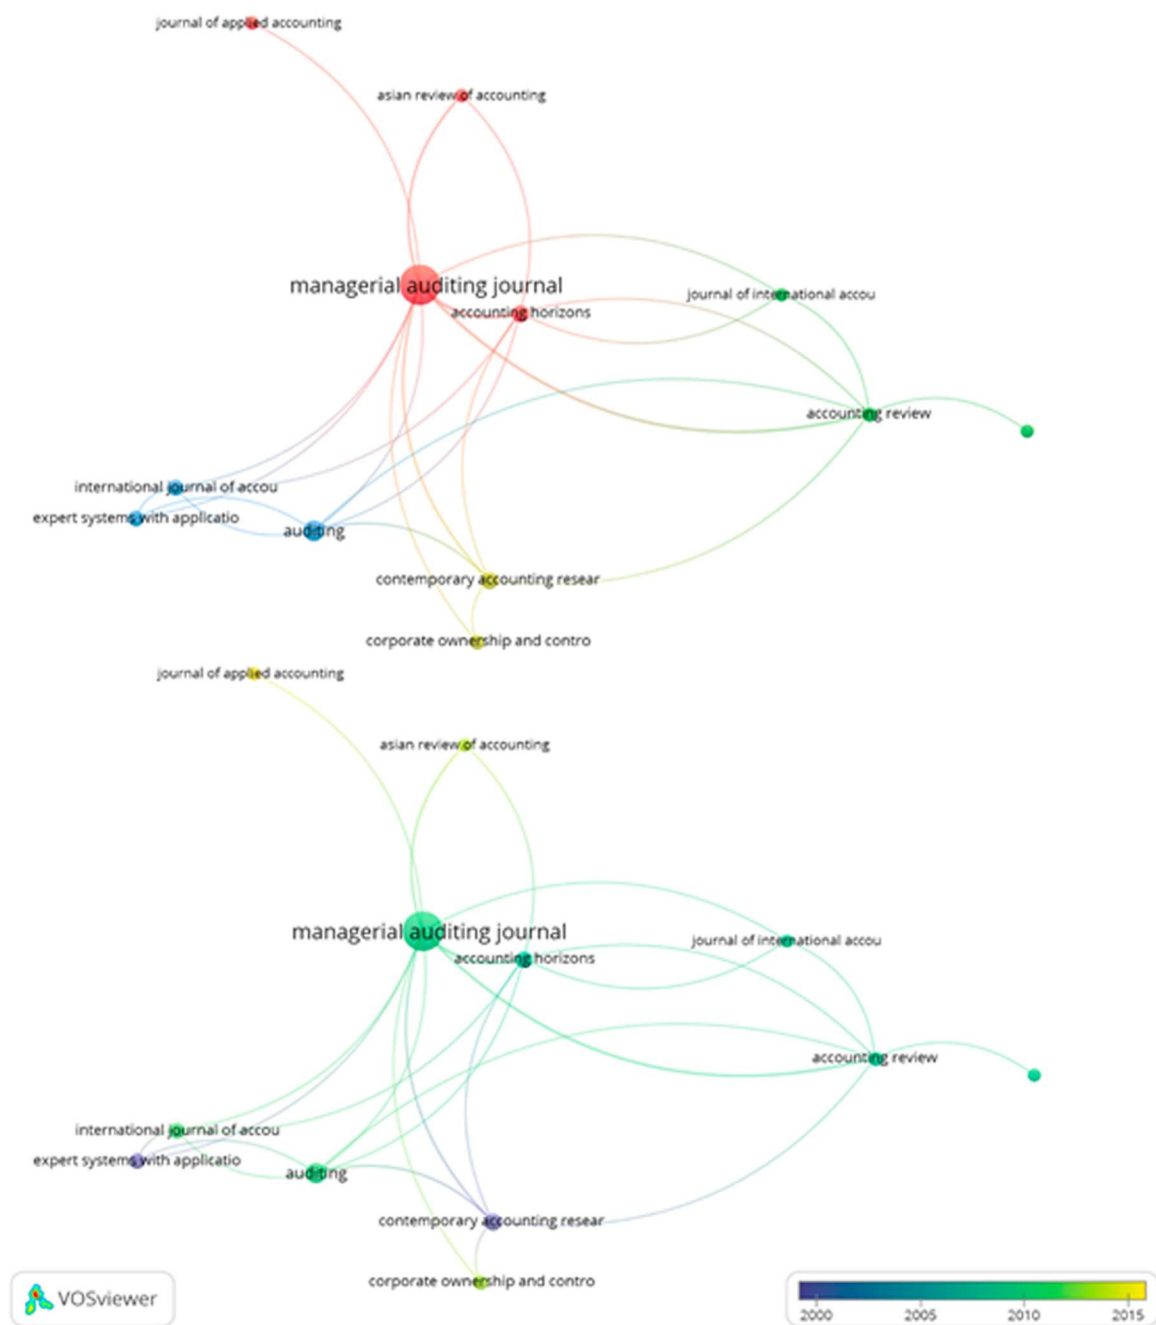 journal of applied accounting
asian review of accounting
managerial auditing journal
accounting horizons
journal of international accou
accounting review
international journal of accou
expert systems with applicatio
auditing
contemporary accounting resear
corporate ownership and contro
journal of applied accounting
asian review of accounting
managerial auditing journal
accounting horizons
journal of international accou
accounting review
international journal of accou
expert systems with applicatio
auditing
contemporary accounting resear
corporate ownership and contro
VOSviewer
2000 2005 2010 2015